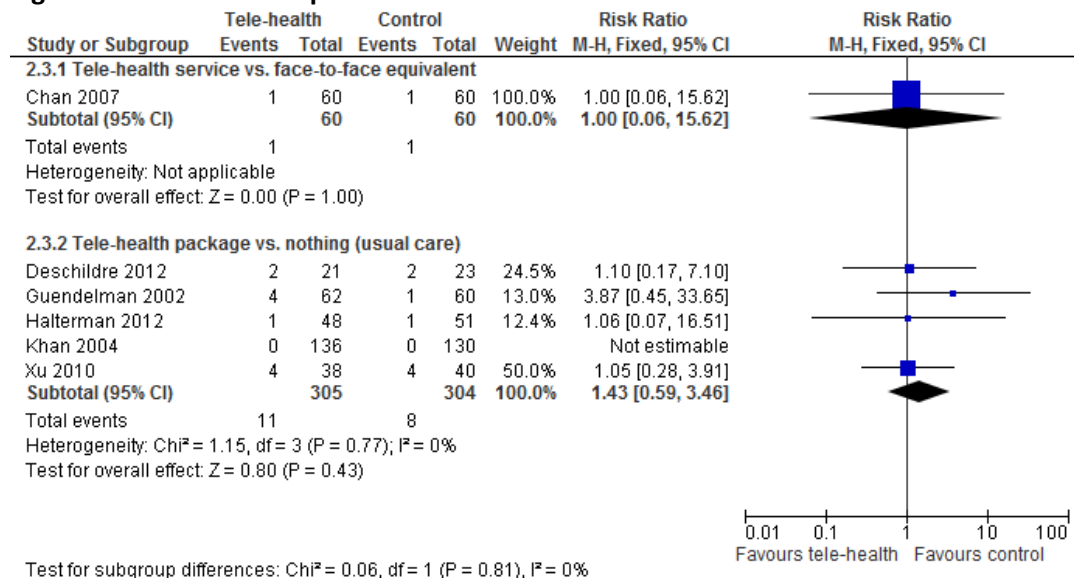 Tele-health Control Risk Ratio Risk Ratio
Study or Subgroup Events Total Events Total Weight M-H, Fixed, 95% CI M-H, Fixed, 95% CI
2.3.1 Tele-health service vs. face-to-face equivalent
Chan 2007 1 60 1 60 100.0% 1.00 [0.06, 15.62]
Subtotal (95% CI) 60 60 100.0% 1.00 [0.06, 15.62]
Total events 1 1
Heterogeneity: Not applicable
Test for overall effect: Z = 0.00 (P = 1.00)
2.3.2 Tele-health package vs. nothing (usual care)
Deschildre 2012 2 21 2 23 24.5% 1.10 [0.17, 7.10]
Guendelman 2002 4 62 1 60 13.0% 3.87 [0.45, 33.65]
Halterman 2012 1 48 1 51 12.4% 1.06 [0.07, 16.51]
Khan 2004 0 136 0 130 Not estimable
Xu 2010 4 38 4 40 50.0% 1.05 [0.28, 3.91]
Subtotal (95% CI) 305 304 100.0% 1.43 [0.59, 3.46]
Total events 11 8
Heterogeneity: Chi² = 1.15, df = 3 (P = 0.77); I² = 0%
Test for overall effect: Z = 0.80 (P = 0.43)
0.01 0.1 1 10 100
Favours tele-health Favours control
Test for subgroup differences: Chi² = 0.06, df = 1 (P = 0.81), I² = 0%